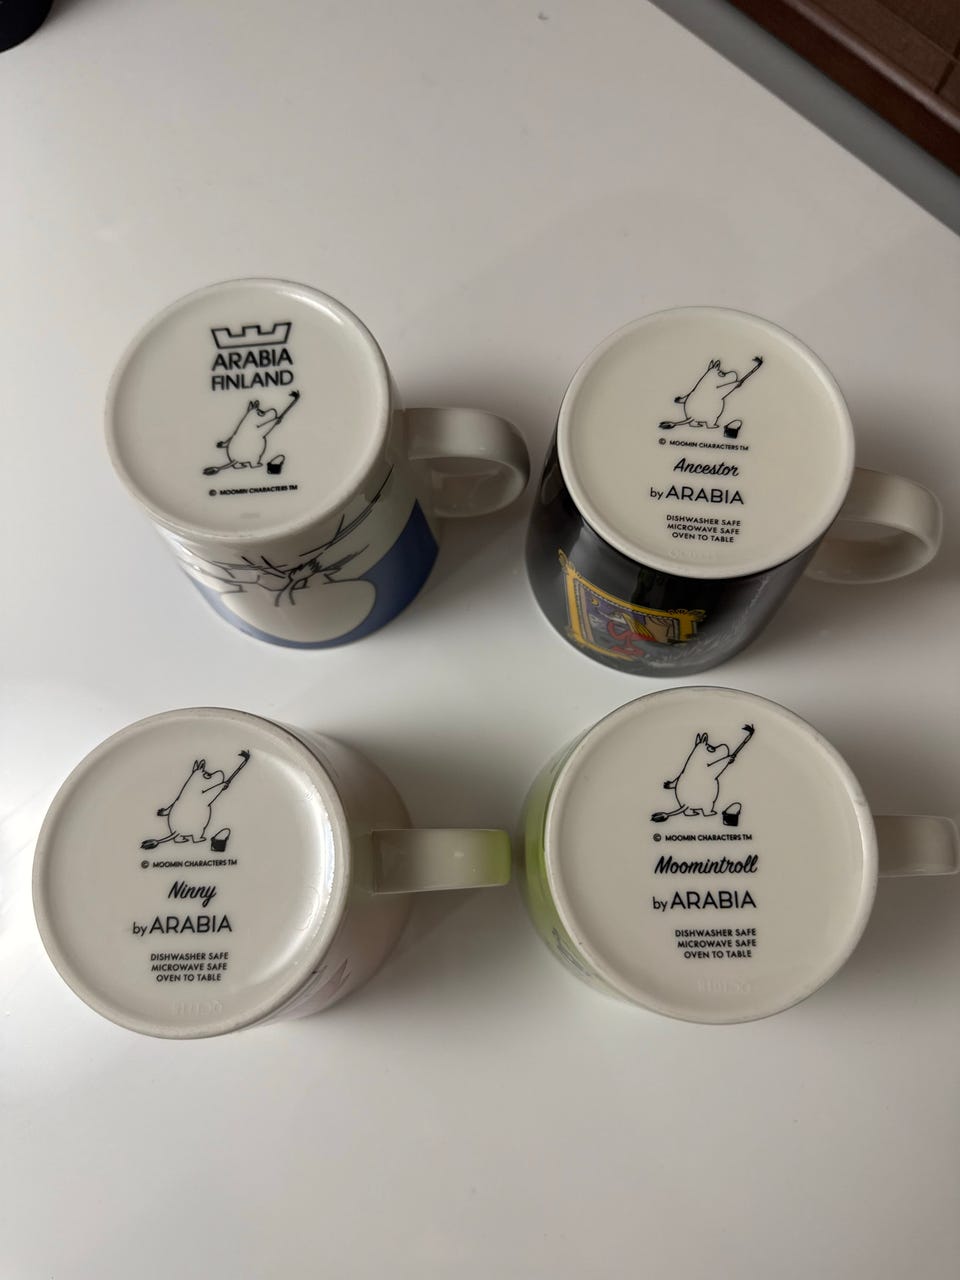 ARABIA
FINLAND
© MOOMIN CHARACTERS TM
© MOOMIN CHARACTERS TM
Ancestor
by ARABIA
DISHWASHER SAFE
MICROWAVE SAFE
OVEN TO TABLE
© MOOMIN CHARACTERS TM
Ninny
by ARABIA
DISHWASHER SAFE
MICROWAVE SAFE
OVEN TO TABLE
© MOOMIN CHARACTERS TM
Moomintroll
by ARABIA
DISHWASHER SAFE
MICROWAVE SAFE
OVEN TO TABLE